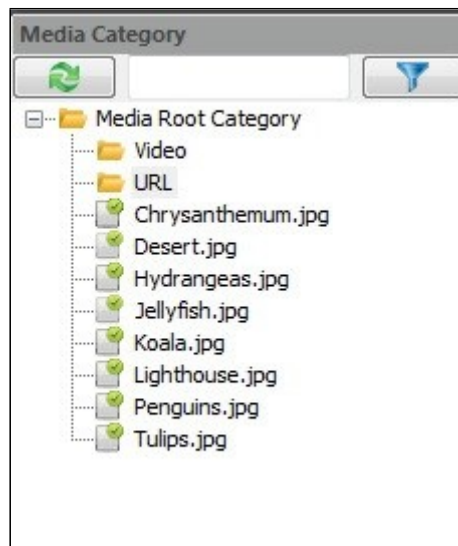 Media Category
Media Root Category
Video
URL
Chrysanthemum.jpg
Desert.jpg
Hydrangeas.jpg
Jellyfish.jpg
Koala.jpg
Lighthouse.jpg
Penguins.jpg
Tulips.jpg